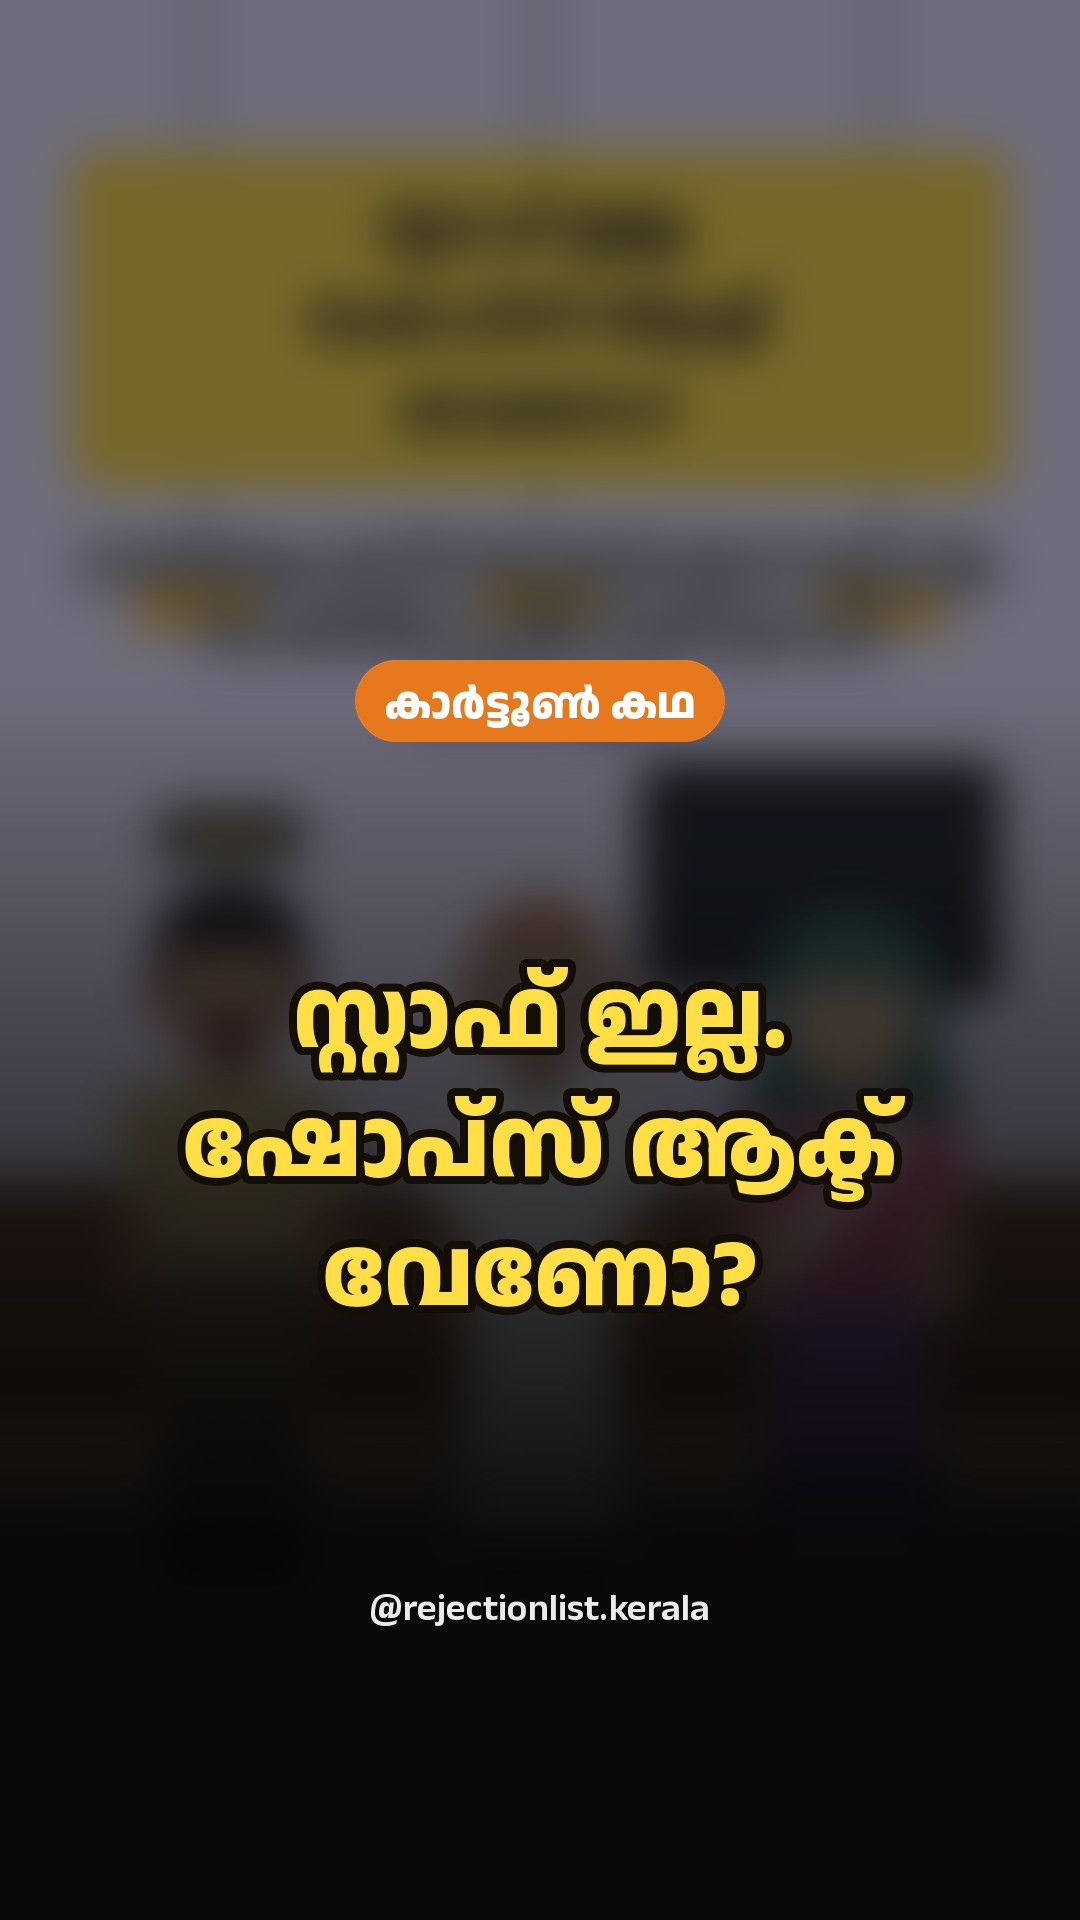 കാർട്ടൂൺ കഥ
സ്റ്റാഫ് ഇല്ല.
ഷോപ്സ് ആക്ട്
വേണോ?
@rejectionlist.kerala